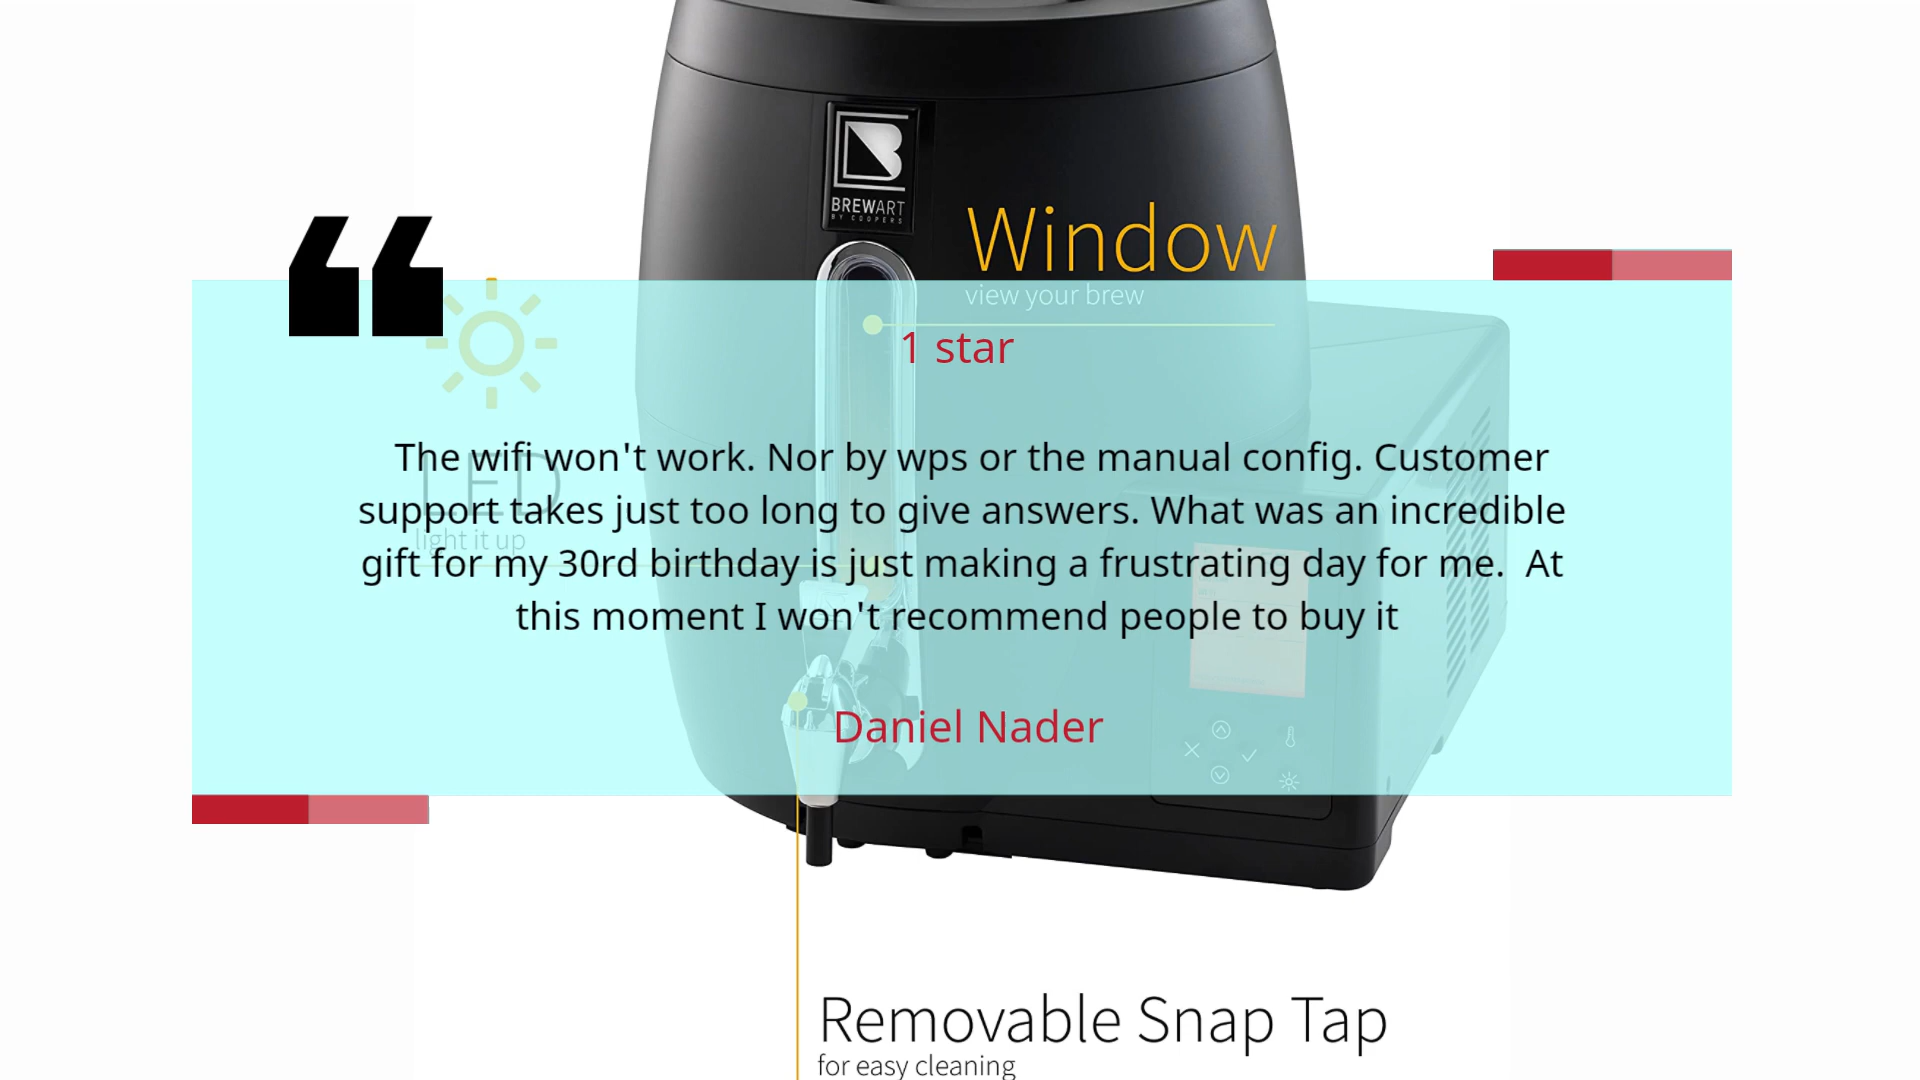 BREWART
BY COOPERS
Window
view your brew
1 star
The wifi won't work. Nor by wps or the manual config. Customer
support takes just too long to give answers. What was an incredible
gift for my 30rd birthday is just making a frustrating day for me.  At
this moment I won't recommend people to buy it
LED
light it up
Daniel Nader
Removable Snap Tap
for easy cleaning